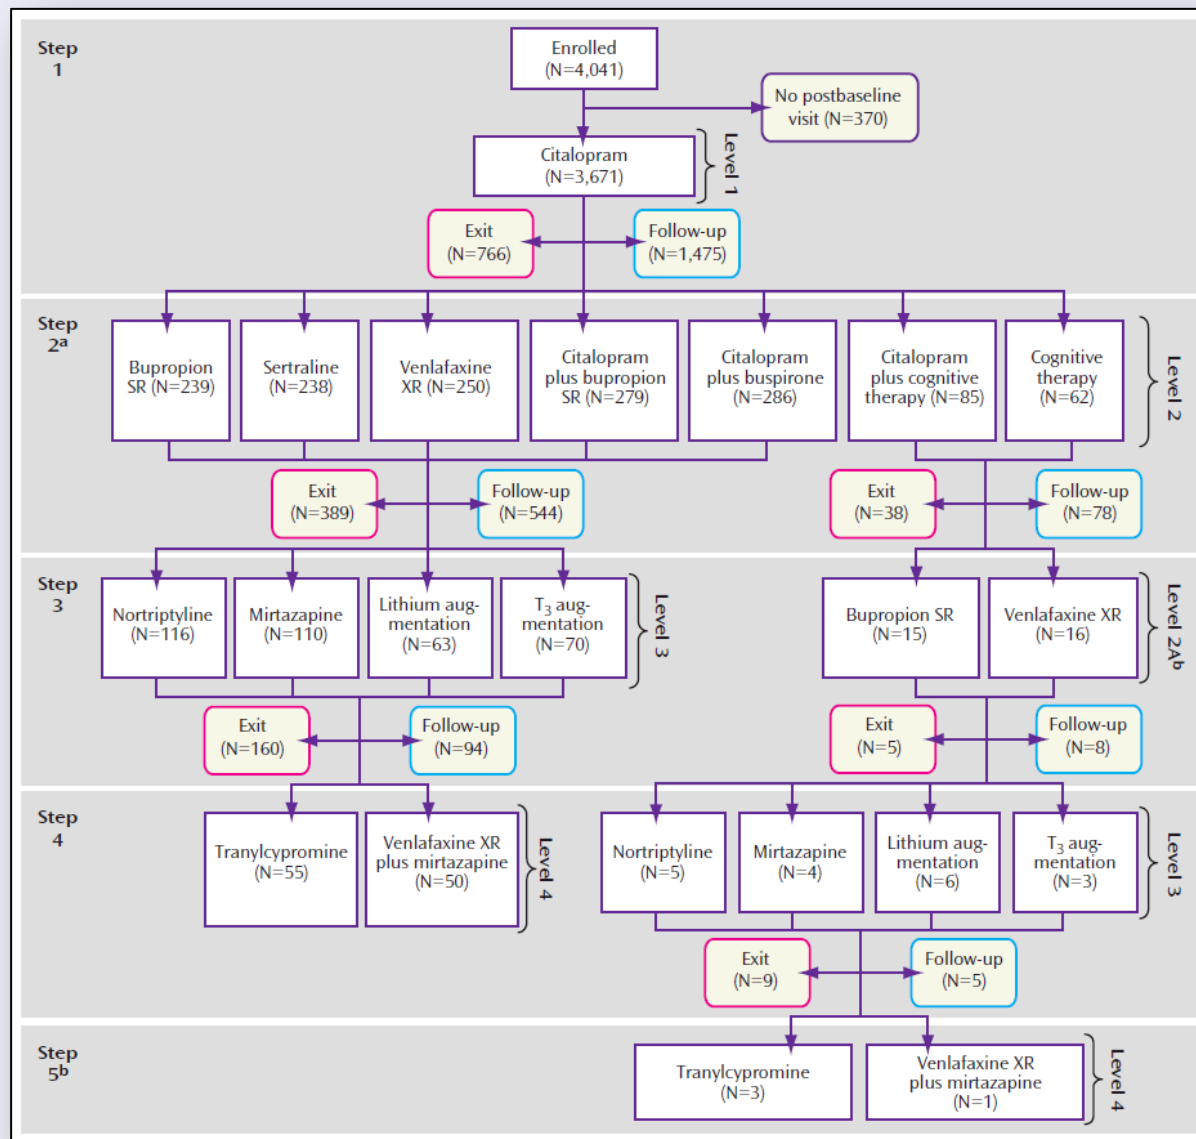 Step
1
Enrolled
(N=4,041)
No postbaseline
visit (N=370)
Citalopram
(N=3,671)
Level 1
Exit
(N=766)
Follow-up
(N=1,475)
Step
2a
Bupropion
SR (N=239)
Sertraline
(N=238)
Venlafaxine
XR (N=250)
Citalopram
plus bupropion
SR (N=279)
Citalopram
plus buspirone
(N=286)
Citalopram
plus cognitive
therapy (N=85)
Cognitive
therapy
(N=62)
Level 2
Exit
(N=389)
Follow-up
(N=544)
Exit
(N=38)
Follow-up
(N=78)
Step
3
Nortriptyline
(N=116)
Mirtazapine
(N=110)
Lithium aug-
mentation
(N=63)
T3 aug-
mentation
(N=70)
Level 3
Bupropion SR
(N=15)
Venlafaxine XR
(N=16)
Level 2Ab
Exit
(N=160)
Follow-up
(N=94)
Exit
(N=5)
Follow-up
(N=8)
Step
4
Tranylcypromine
(N=55)
Venlafaxine XR
plus mirtazapine
(N=50)
Level 4
Nortriptyline
(N=5)
Mirtazapine
(N=4)
Lithium aug-
mentation
(N=6)
T3 aug-
mentation
(N=3)
Level 3
Exit
(N=9)
Follow-up
(N=5)
Step
5b
Tranylcypromine
(N=3)
Venlafaxine XR
plus mirtazapine
(N=1)
Level 4